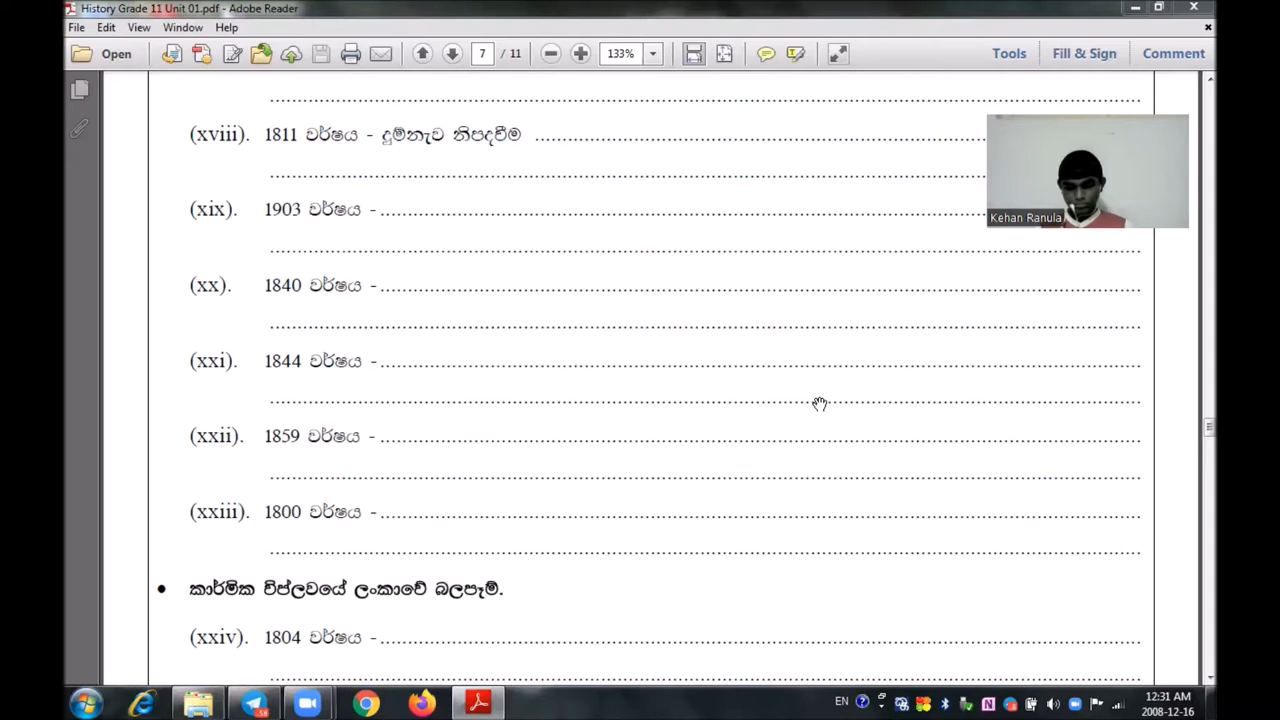 History Grade 11 Unit 01.pdf - Adobe Reader
File Edit View Window Help
Open 7 / 11 133% Tools Fill & Sign Comment
(xviii). 1811 වර්ෂය - දුම්නැව නිපදවීම
(xix). 1903 වර්ෂය -
Kehan Ranula
(xx). 1840 වර්ෂය -
(xxi). 1844 වර්ෂය -
(xxii). 1859 වර්ෂය -
(xxiii). 1800 වර්ෂය -
• කාර්මික විප්ලවයේ ලංකාවේ බලපෑම්.
(xxiv). 1804 වර්ෂය -
EN 12:31 AM
2008-12-16